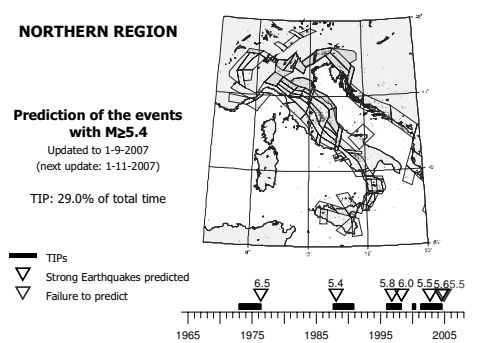 NORTHERN REGION
Prediction of the events
with M≥5.4
Updated to 1-9-2007
(next update: 1-11-2007)
TIP: 29.0% of total time
TIPs
Strong Earthquakes predicted
Failure to predict
6.5 5.4 5.8 6.0 5.5 5.6 5.5
1965 1975 1985 1995 2005